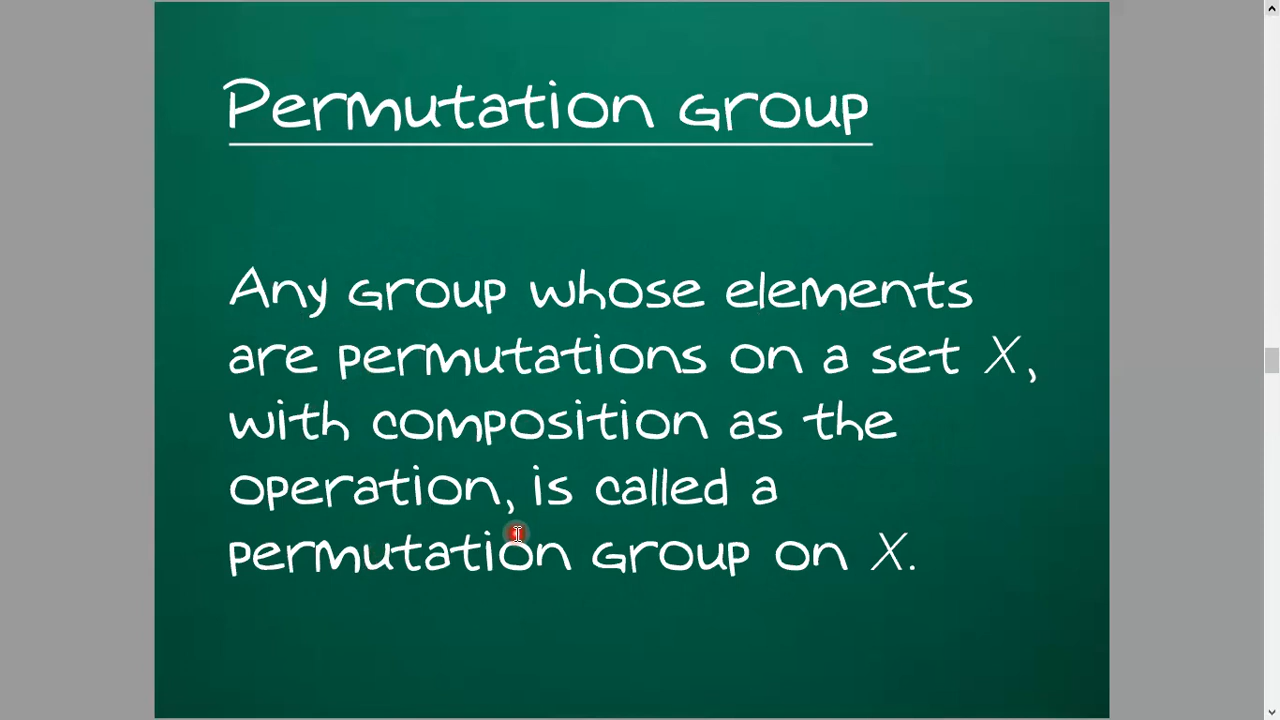 Permutation Group
Any group whose elements
are permutations on a set X,
with composition as the
operation, is called a
permutation group on X.